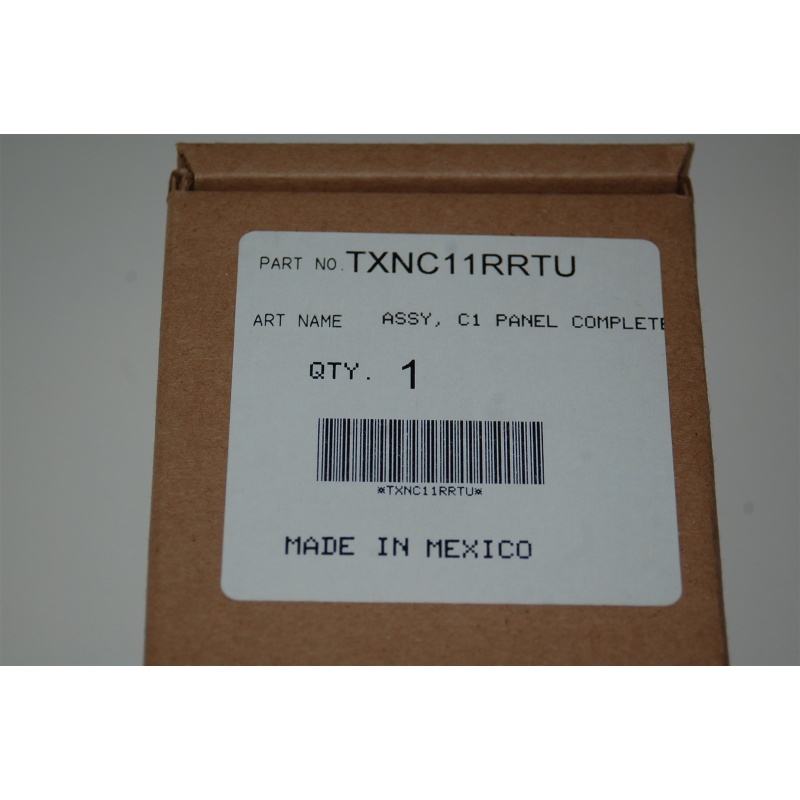 PART NO. TXNC11RRTU
ART NAME ASSY, C1 PANEL COMPLETE
QTY. 1
*TXNC11RRTU*
MADE IN MEXICO